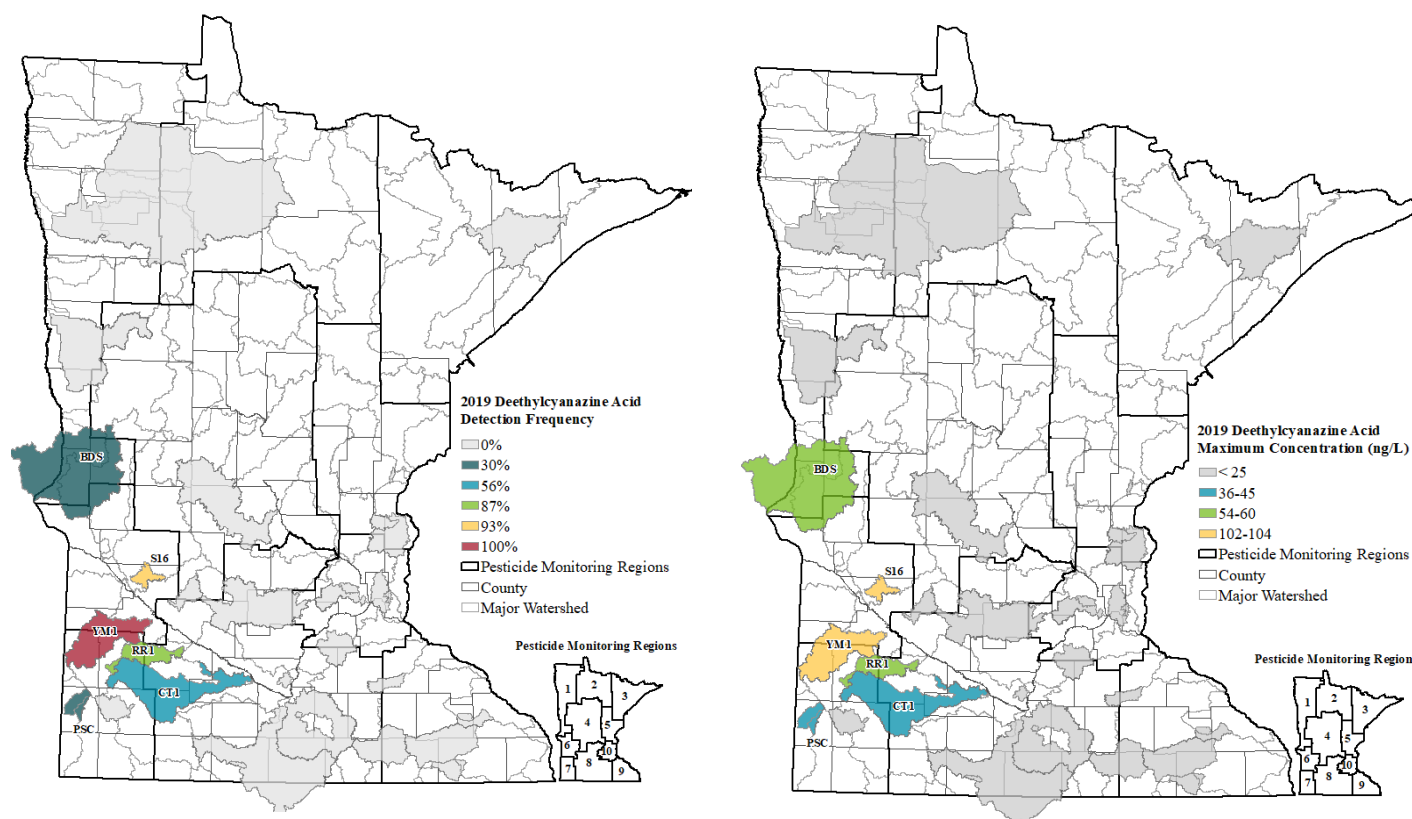 2019 Deethylcyanazine Acid
Detection Frequency
0%
30%
56%
87%
93%
100%
Pesticide Monitoring Regions
County
Major Watershed
BDS
S16
YM1
RR1
CT1
PSC
Pesticide Monitoring Regions
1
2
3
4
5
6
10
7
8
9
2019 Deethylcyanazine Acid
Maximum Concentration (ng/L)
< 25
36-45
54-60
102-104
Pesticide Monitoring Regions
County
Major Watershed
BDS
S16
YM1
RR1
CT1
PSC
Pesticide Monitoring Region
1
2
3
4
5
6
10
7
8
9